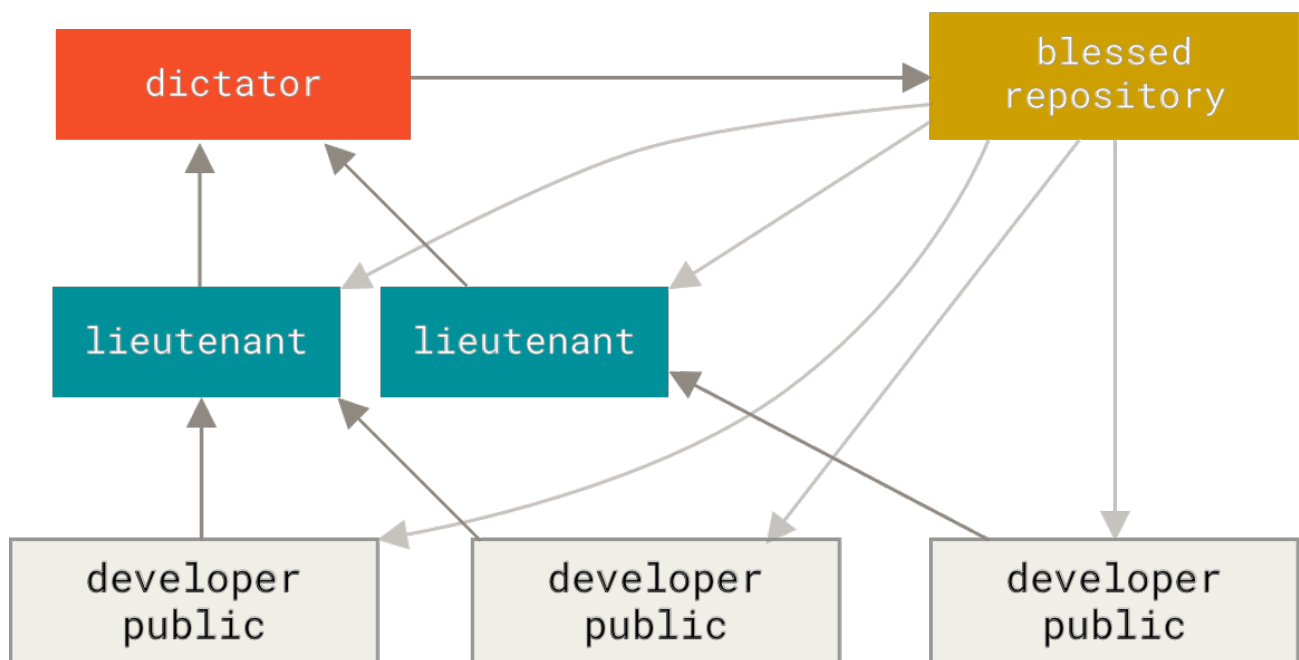 dictator
blessed
repository
lieutenant
lieutenant
developer
public
developer
public
developer
public